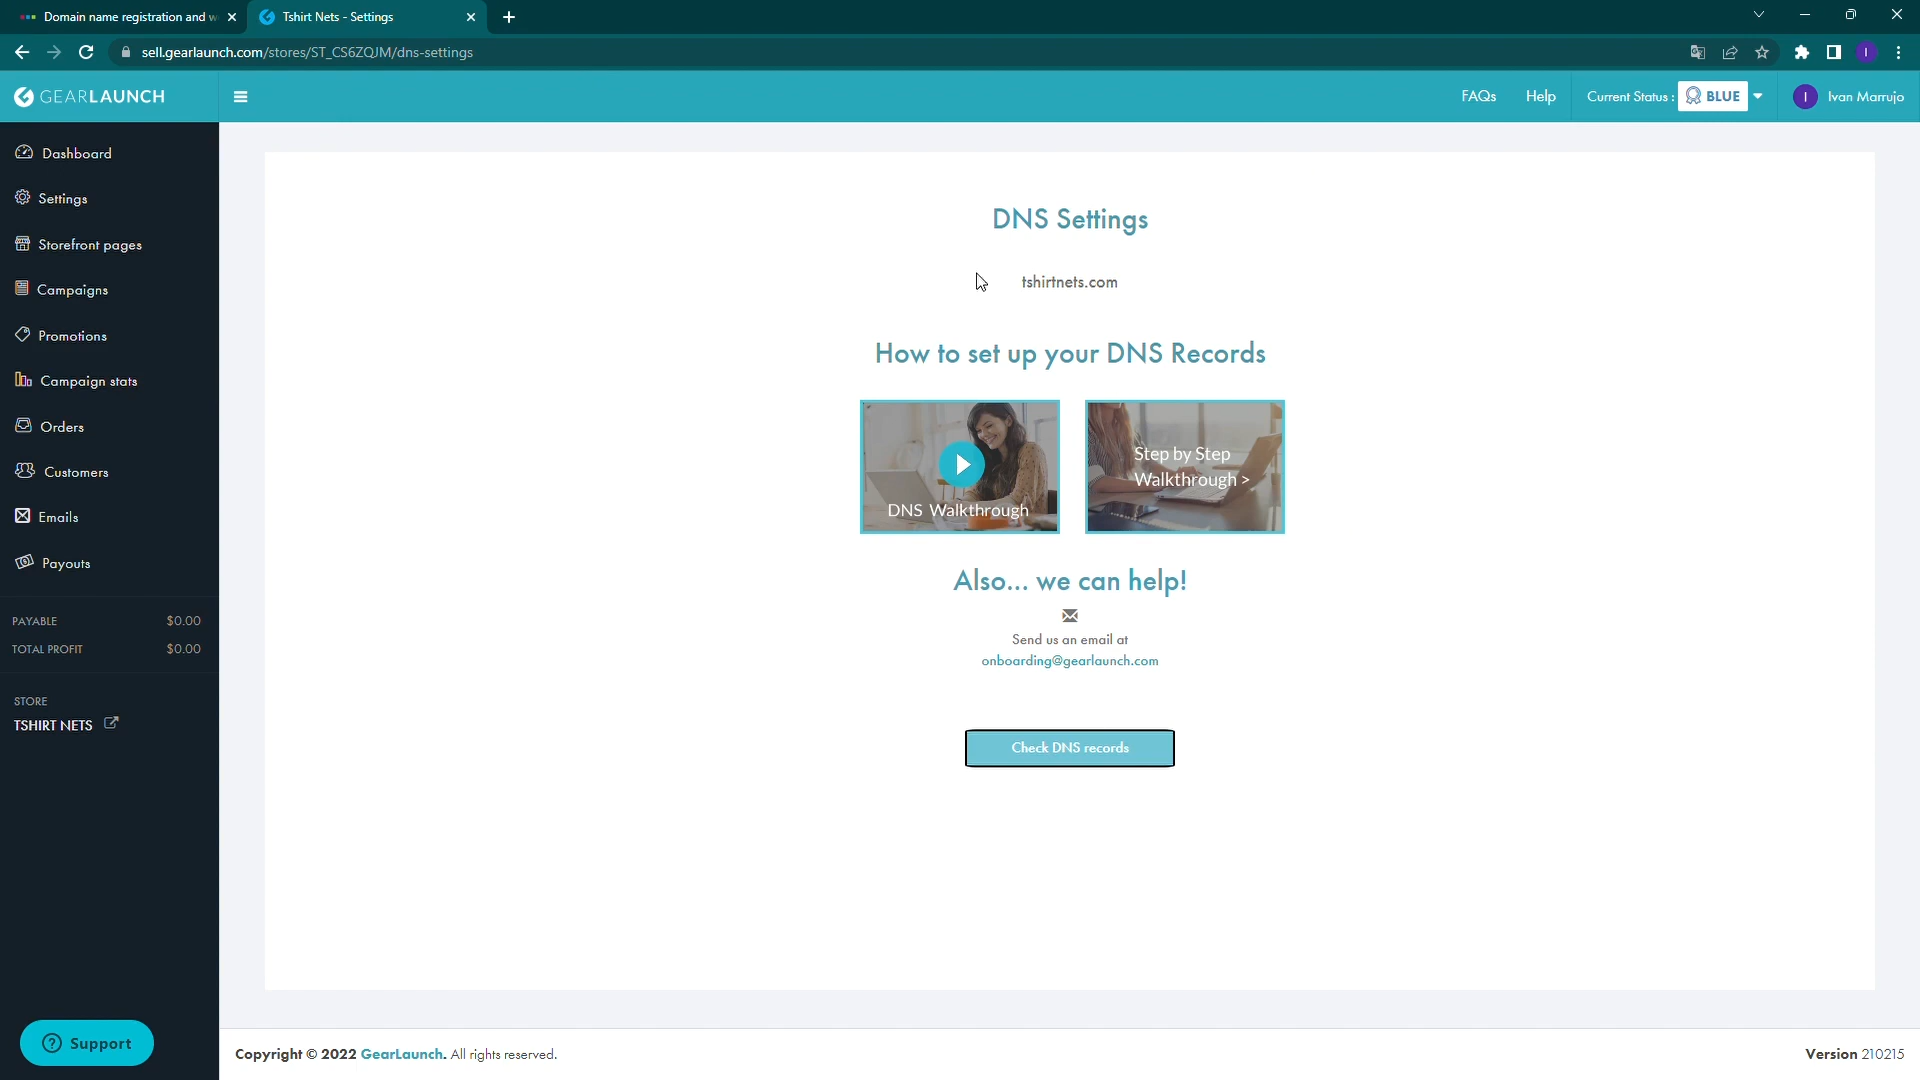 Domain name registration and w
Tshirt Nets - Settings
sell.gearlaunch.com/stores/ST_CS6ZQJM/dns-settings
I
GEARLAUNCH
FAQs
Help
Current Status :
BLUE
I
Ivan Marrujo
Dashboard
Settings
Storefront pages
Campaigns
Promotions
Campaign stats
Orders
Customers
Emails
Payouts
PAYABLE $0.00
TOTAL PROFIT $0.00
STORE
TSHIRT NETS
Support
DNS Settings
tshirtnets.com
How to set up your DNS Records
DNS Walkthrough
Step by Step
Walkthrough >
Also... we can help!
Send us an email at
onboarding@gearlaunch.com
Check DNS records
Copyright © 2022 GearLaunch. All rights reserved.
Version 210215